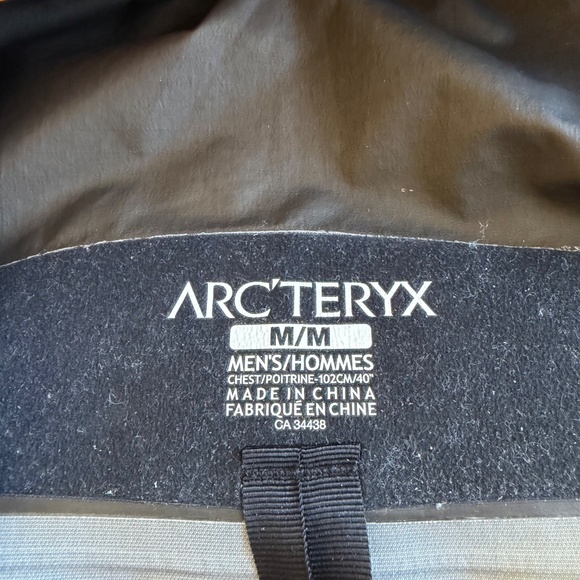 ARC'TERYX
M/M
MEN'S/HOMMES
CHEST/POITRINE-102CM/40"
MADE IN CHINA
FABRIQUÉ EN CHINE
CA 34438